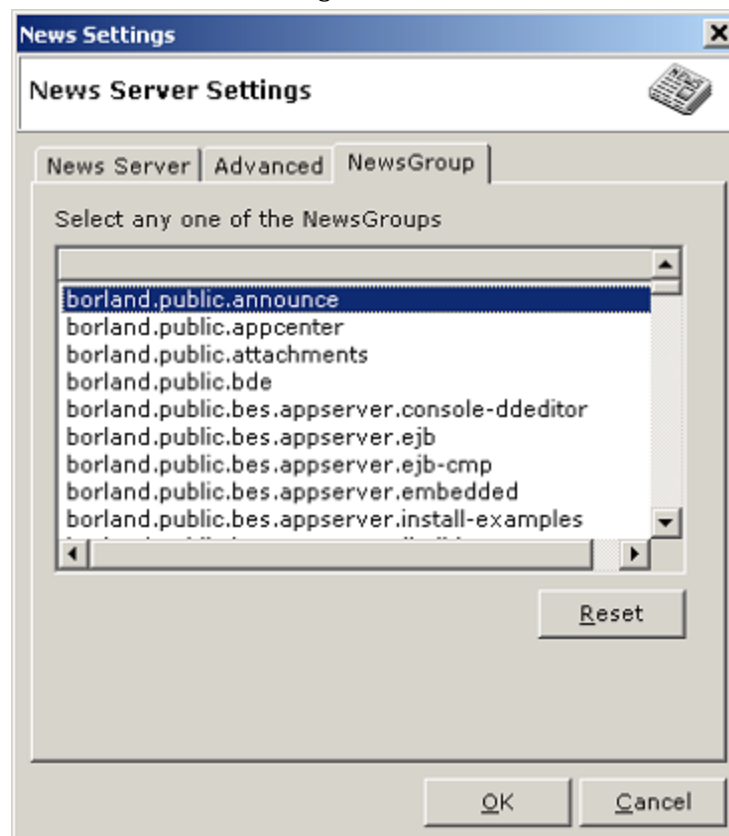 News Settings
News Server Settings
NEWS
News Server
Advanced
NewsGroup
Select any one of the NewsGroups
borland.public.announce
borland.public.appcenter
borland.public.attachments
borland.public.bde
borland.public.bes.appserver.console-ddeditor
borland.public.bes.appserver.ejb
borland.public.bes.appserver.ejb-cmp
borland.public.bes.appserver.embedded
borland.public.bes.appserver.install-examples
Reset
OK
Cancel